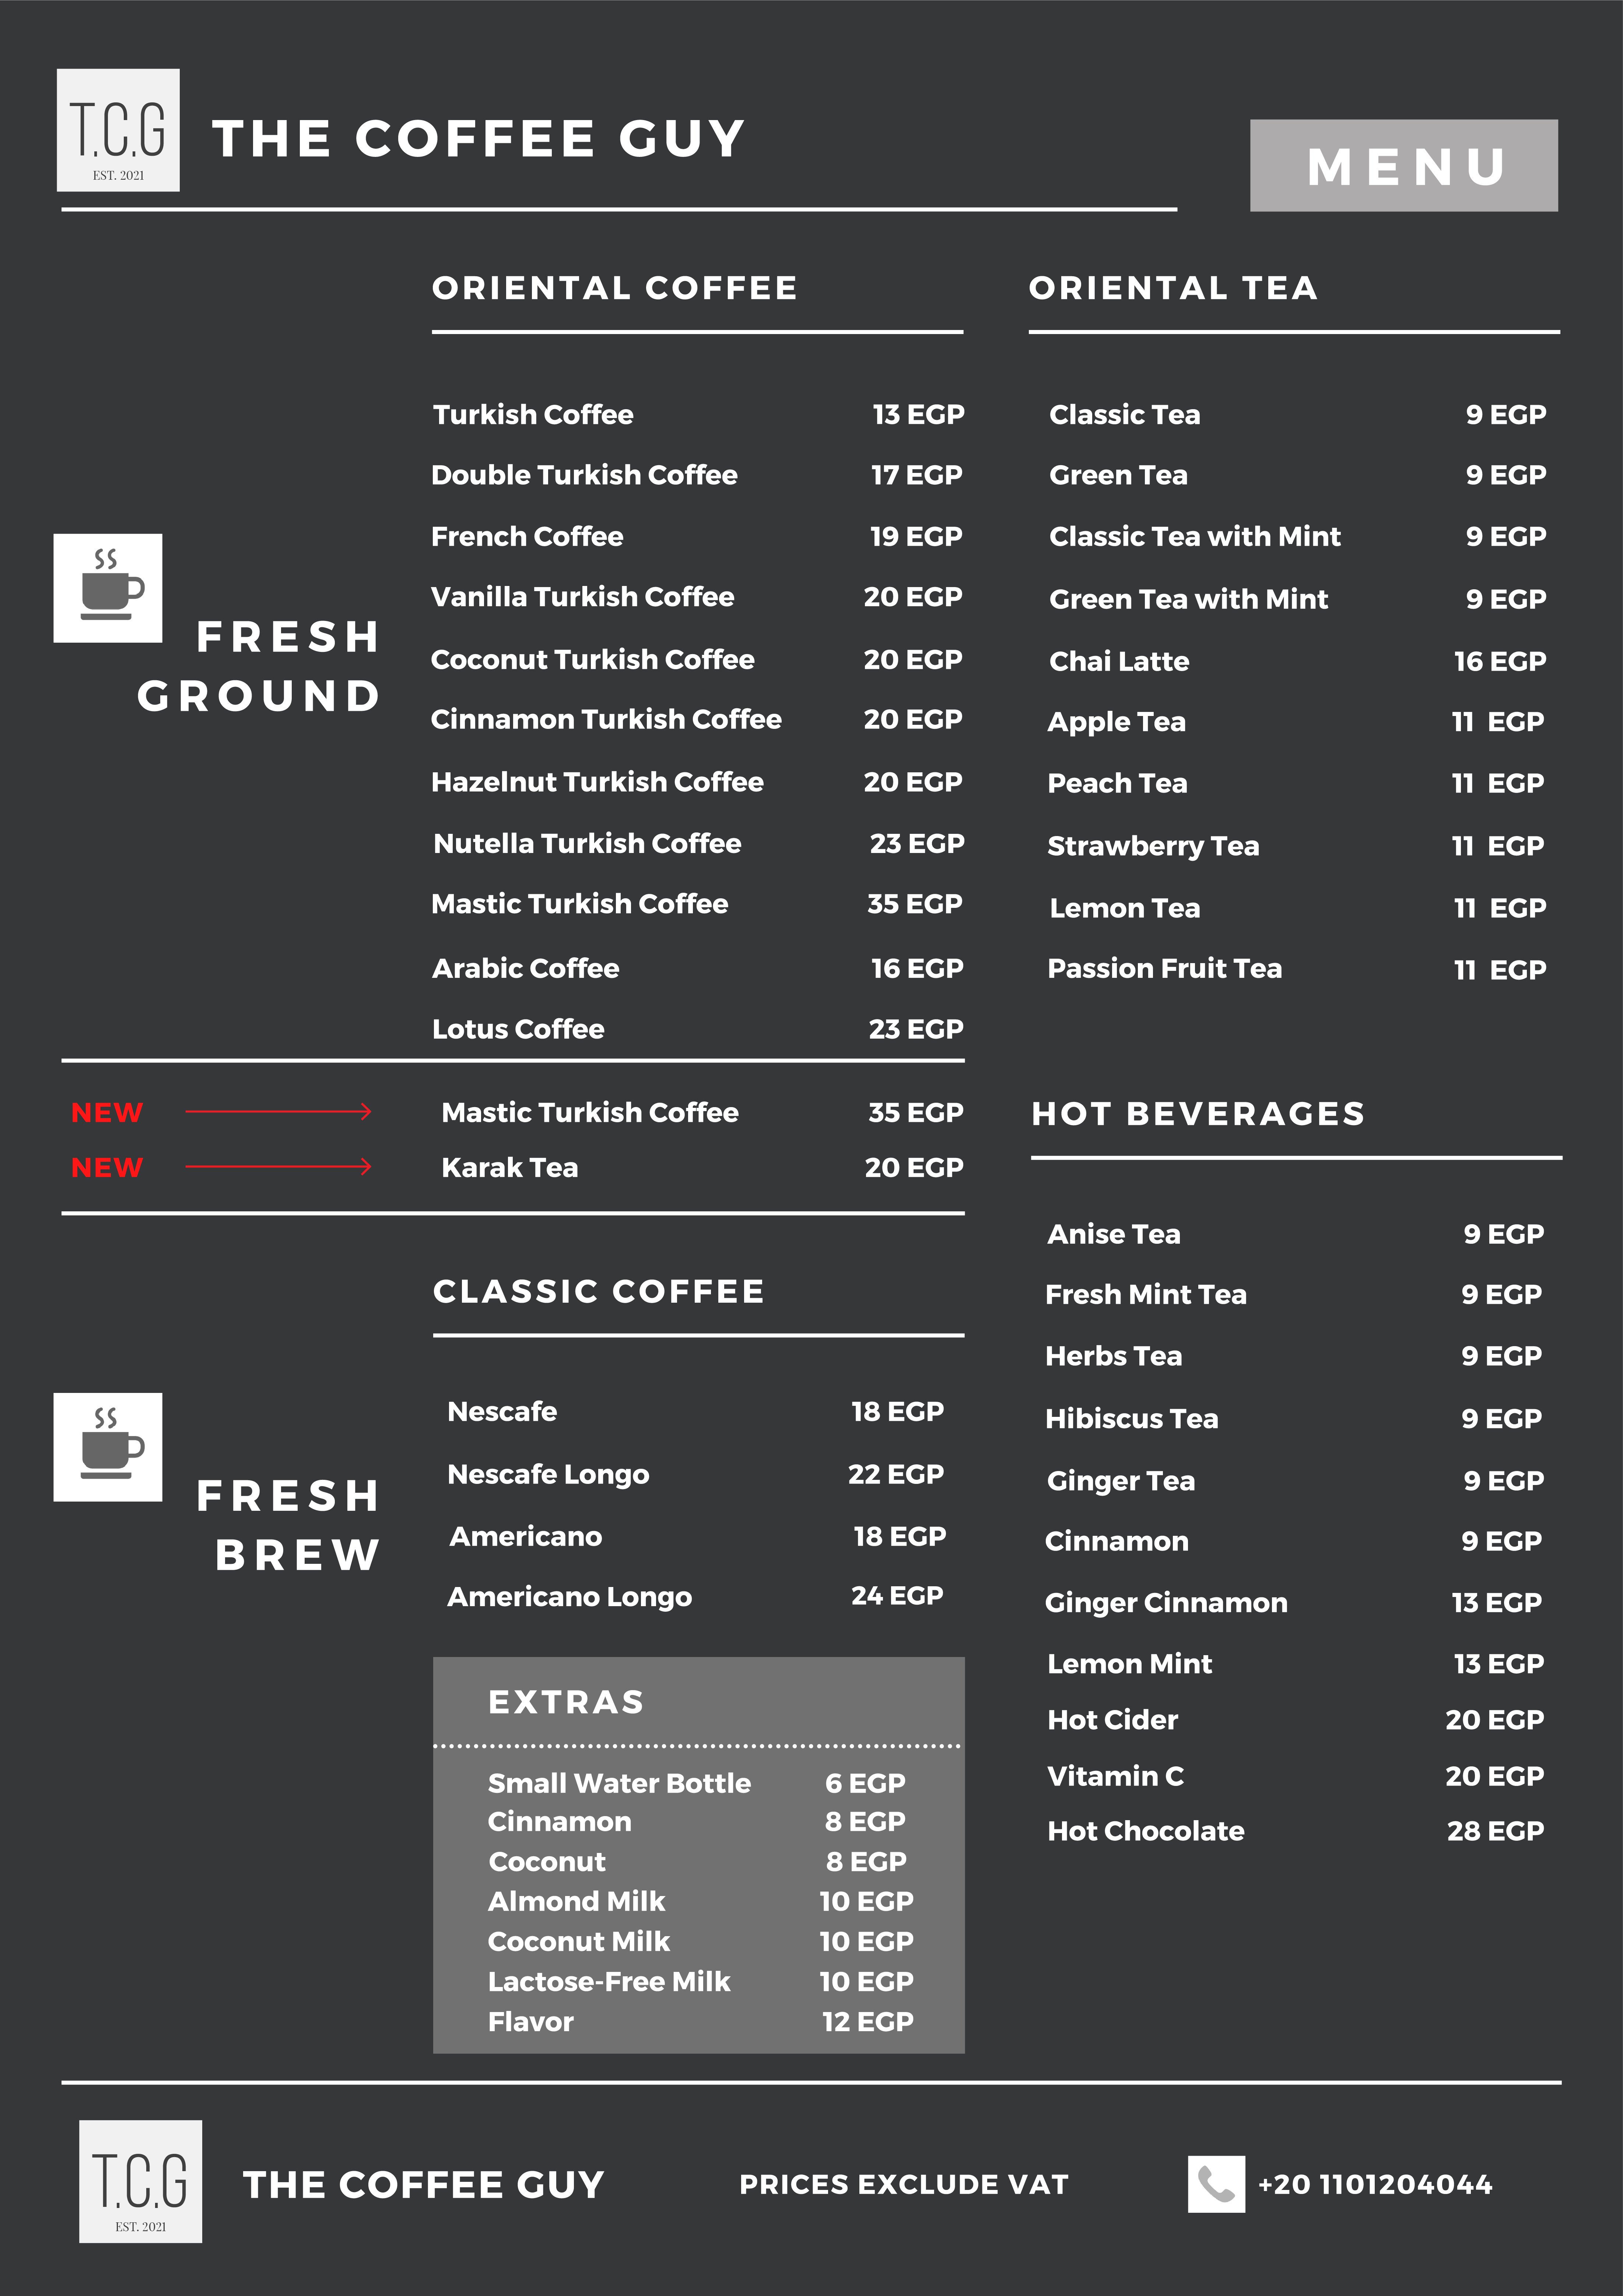 T.C.G
EST. 2021
THE COFFEE GUY
MENU
FRESH
GROUND
ORIENTAL COFFEE
Turkish Coffee 13 EGP
Double Turkish Coffee 17 EGP
French Coffee 19 EGP
Vanilla Turkish Coffee 20 EGP
Coconut Turkish Coffee 20 EGP
Cinnamon Turkish Coffee 20 EGP
Hazelnut Turkish Coffee 20 EGP
Nutella Turkish Coffee 23 EGP
Mastic Turkish Coffee 35 EGP
Arabic Coffee 16 EGP
Lotus Coffee 23 EGP
NEW Mastic Turkish Coffee 35 EGP
NEW Karak Tea 20 EGP
FRESH
BREW
CLASSIC COFFEE
Nescafe 18 EGP
Nescafe Longo 22 EGP
Americano 18 EGP
Americano Longo 24 EGP
EXTRAS
Small Water Bottle 6 EGP
Cinnamon 8 EGP
Coconut 8 EGP
Almond Milk 10 EGP
Coconut Milk 10 EGP
Lactose-Free Milk 10 EGP
Flavor 12 EGP
ORIENTAL TEA
Classic Tea 9 EGP
Green Tea 9 EGP
Classic Tea with Mint 9 EGP
Green Tea with Mint 9 EGP
Chai Latte 16 EGP
Apple Tea 11 EGP
Peach Tea 11 EGP
Strawberry Tea 11 EGP
Lemon Tea 11 EGP
Passion Fruit Tea 11 EGP
HOT BEVERAGES
Anise Tea 9 EGP
Fresh Mint Tea 9 EGP
Herbs Tea 9 EGP
Hibiscus Tea 9 EGP
Ginger Tea 9 EGP
Cinnamon 9 EGP
Ginger Cinnamon 13 EGP
Lemon Mint 13 EGP
Hot Cider 20 EGP
Vitamin C 20 EGP
Hot Chocolate 28 EGP
T.C.G
EST. 2021
THE COFFEE GUY
PRICES EXCLUDE VAT
+20 1101204044